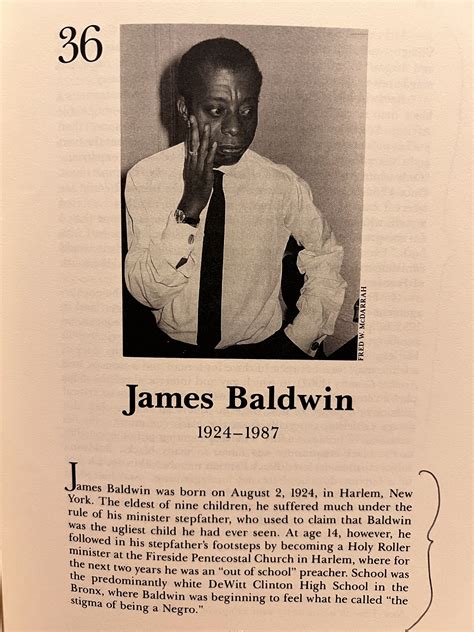 36
FRED W. McDARRAH
James Baldwin
1924–1987
James Baldwin was born on August 2, 1924, in Harlem, New
York. The eldest of nine children, he suffered much under the
rule of his minister stepfather, who used to claim that Baldwin
was the ugliest child he had ever seen. At age 14, however, he
followed in his stepfather's footsteps by becoming a Holy Roller
minister at the Fireside Pentecostal Church in Harlem, where for
the next two years he was an "out of school" preacher. School was
the predominantly white DeWitt Clinton High School in the
Bronx, where Baldwin was beginning to feel what he called "the
stigma of being a Negro."